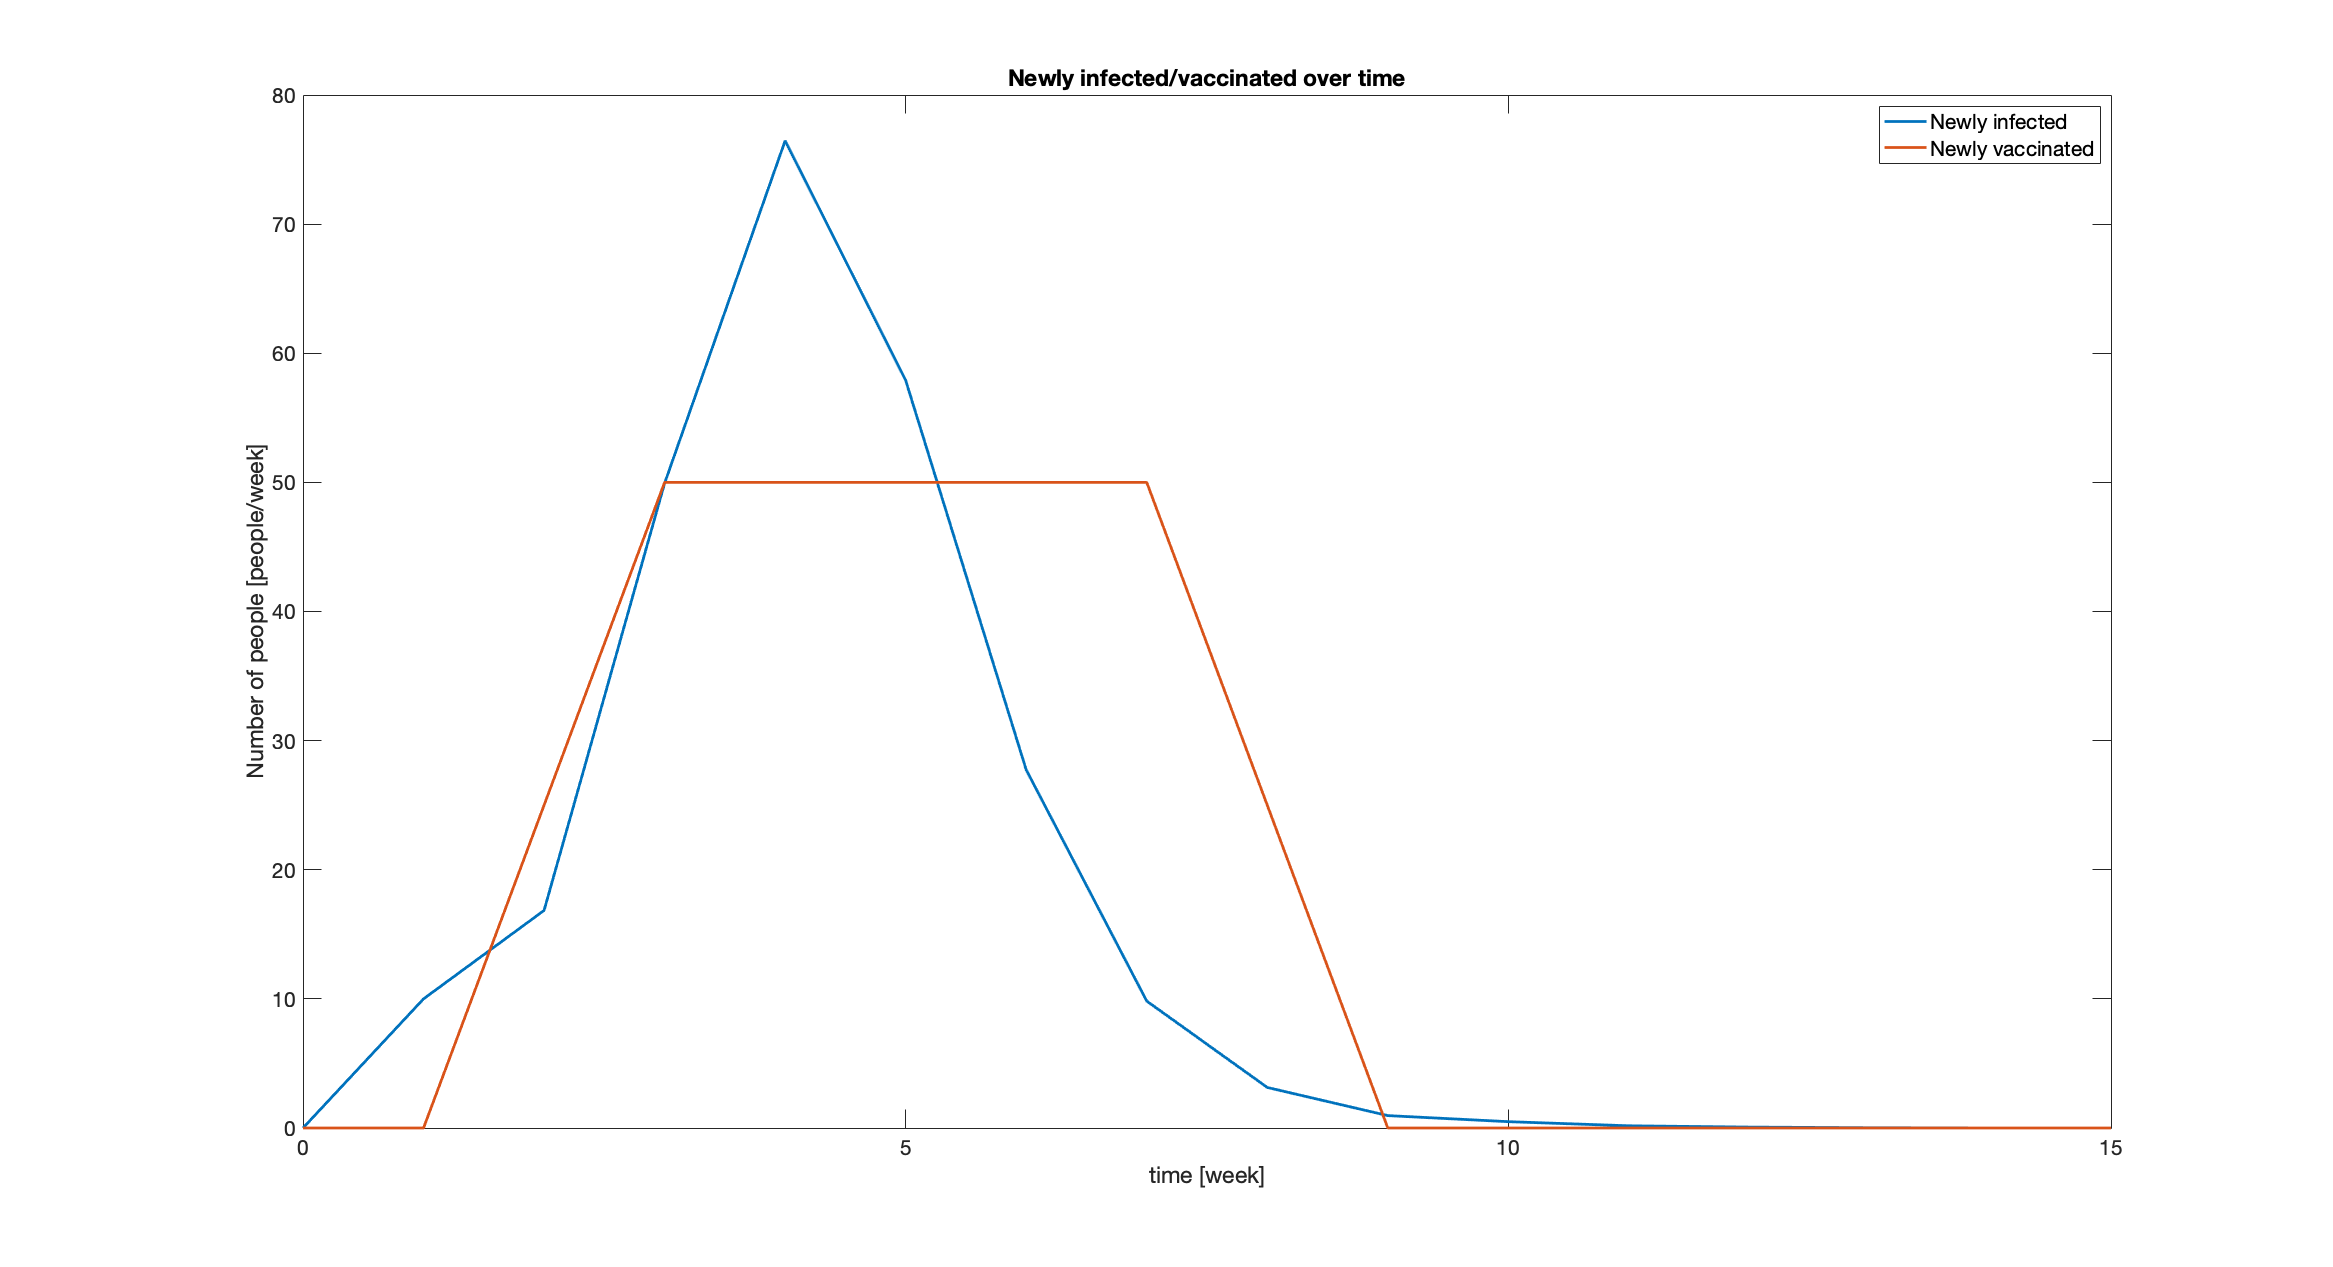 Newly infected/vaccinated over time
Newly infected
Newly vaccinated
80
70
60
50
40
30
20
10
0
Number of people [people/week]
0
5
10
15
time [week]